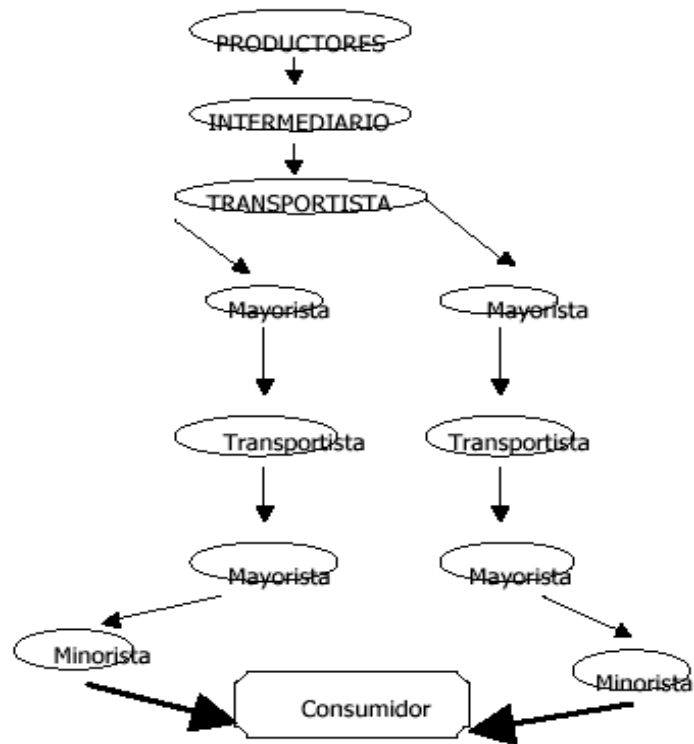 PRODUCTORES
INTERMEDIARIO
TRANSPORTISTA
Mayorista
Mayorista
Transportista
Transportista
Mayorista
Mayorista
Minorista
Minorista
Consumidor